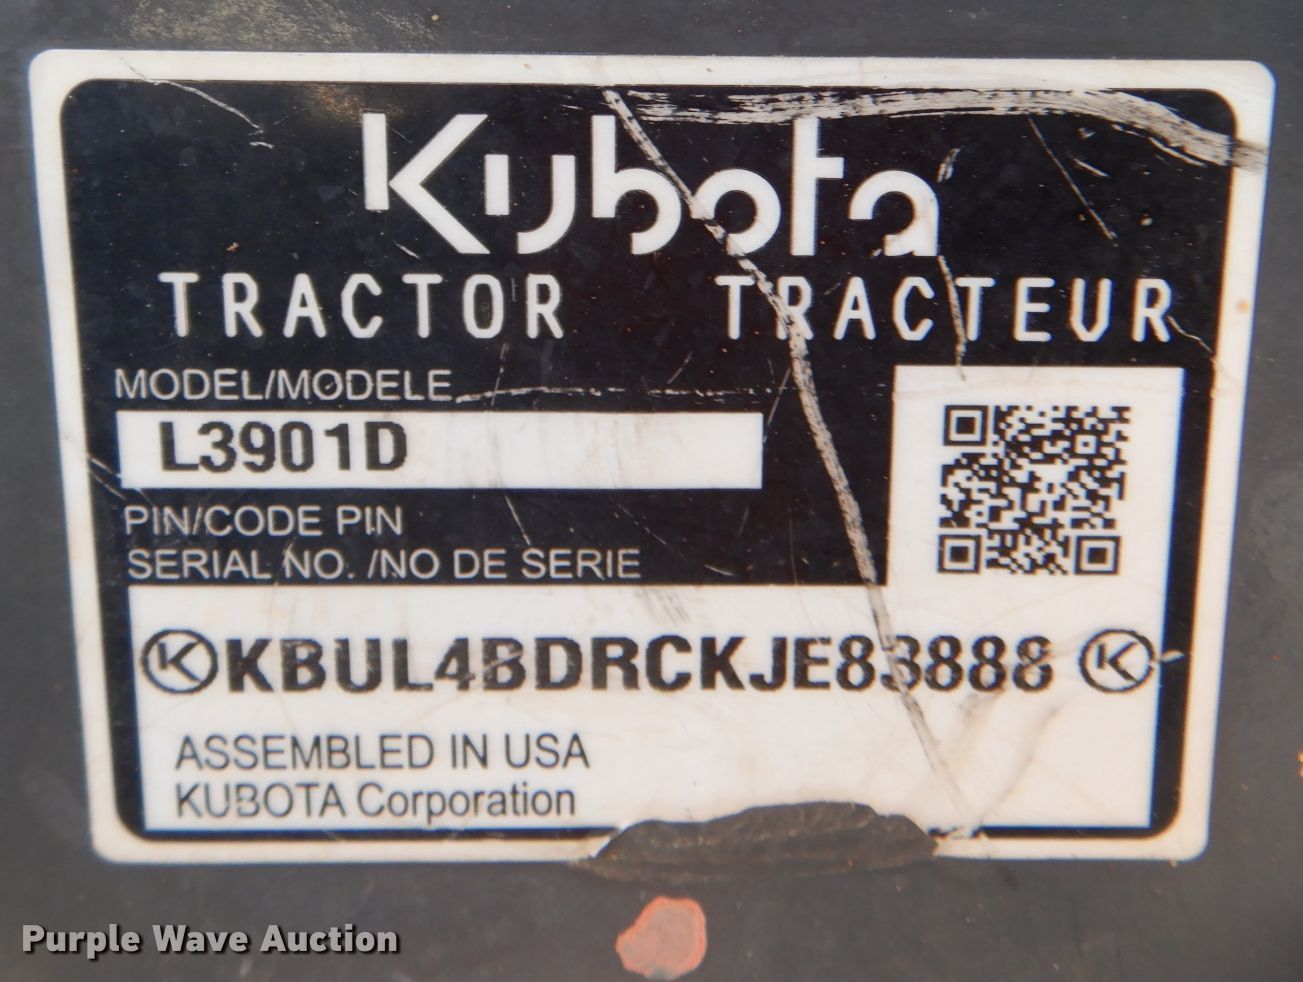 Kubota
TRACTOR TRACTEUR
MODEL/MODELE
L3901D
PIN/CODE PIN
SERIAL NO. /NO DE SERIE
KKBUL4BDRCKJE83888K
ASSEMBLED IN USA
KUBOTA Corporation
Purple Wave Auction